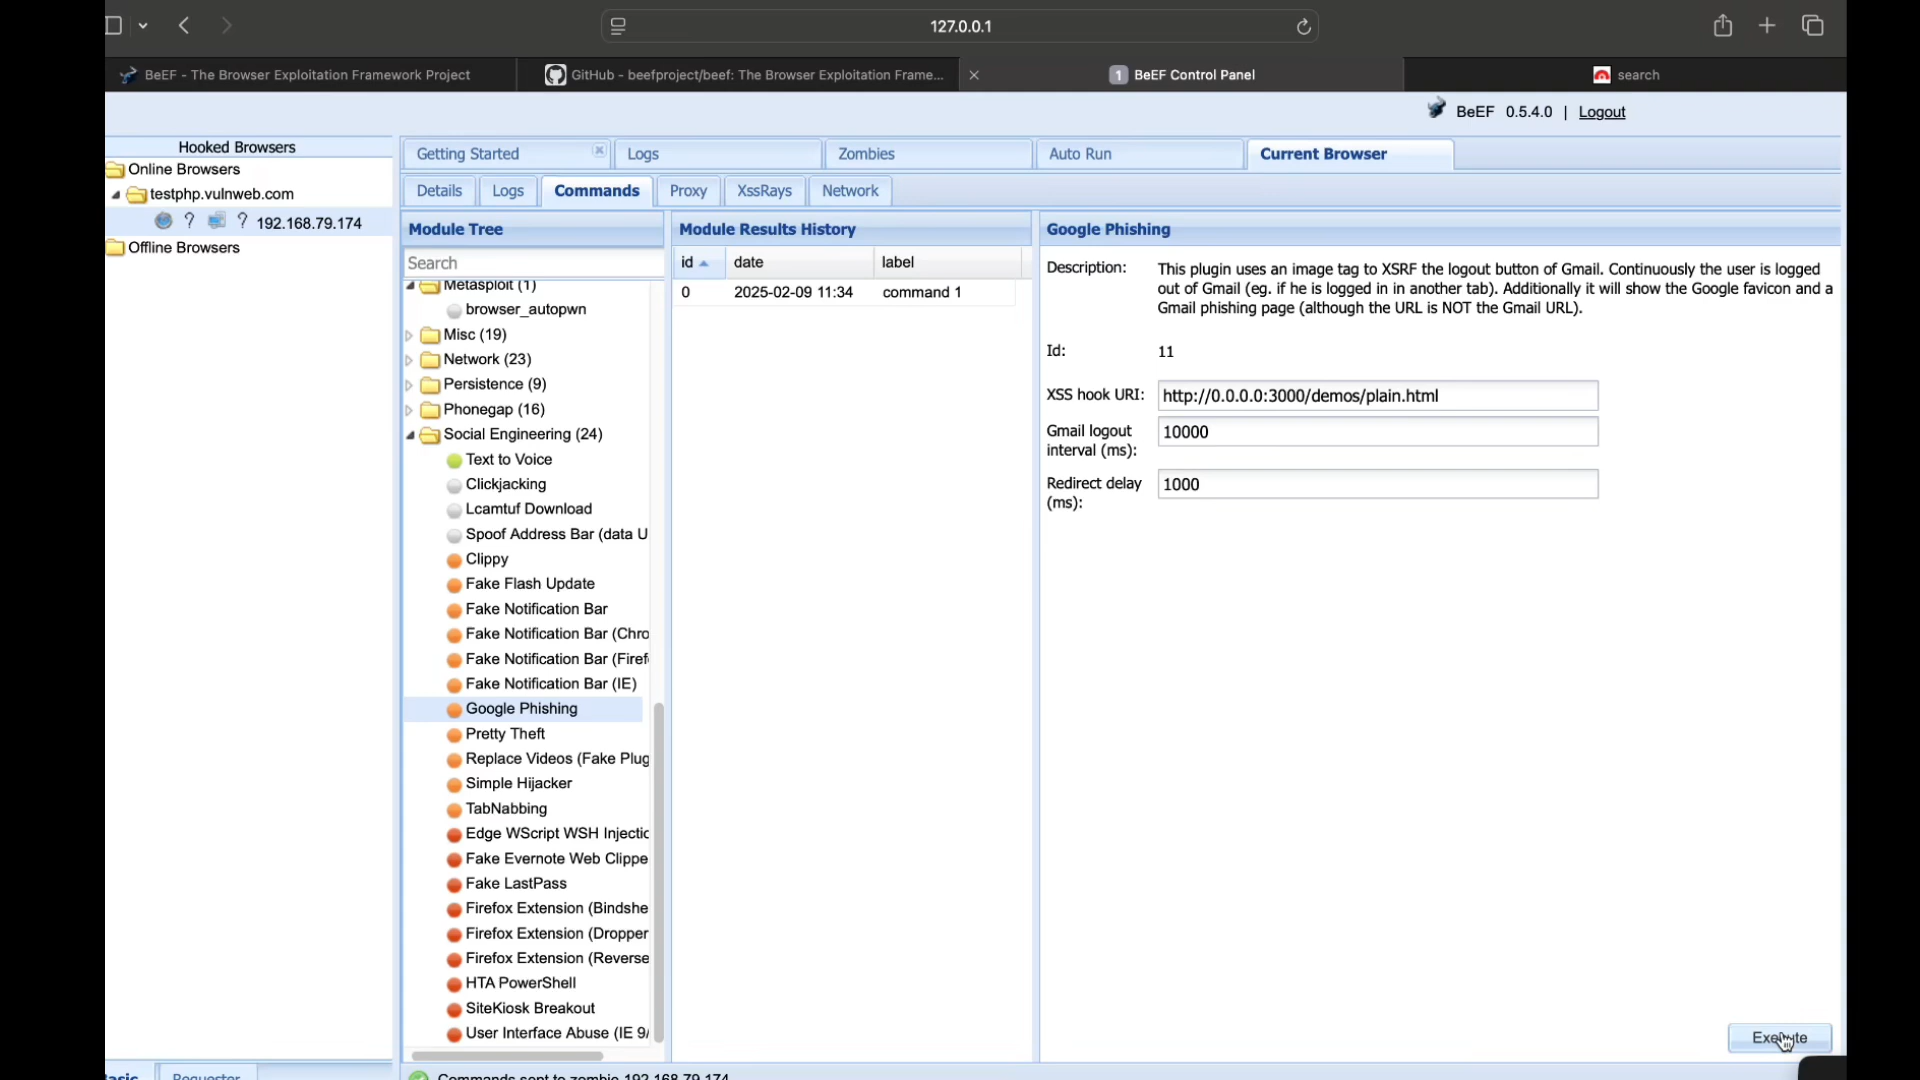 127.0.0.1
BeEF - The Browser Exploitation Framework Project
GitHub - beefproject/beef: The Browser Exploitation Frame...
1 BeEF Control Panel
search
BeEF 0.5.4.0 | Logout
Hooked Browsers
Online Browsers
testphp.vulnweb.com
? ? 192.168.79.174
Offline Browsers
Getting Started
Logs
Zombies
Auto Run
Current Browser
Details
Logs
Commands
Proxy
XssRays
Network
Module Tree
Search
Metasploit (1)
browser_autopwn
Misc (19)
Network (23)
Persistence (9)
Phonegap (16)
Social Engineering (24)
Text to Voice
Clickjacking
Lcamtuf Download
Spoof Address Bar (data U
Clippy
Fake Flash Update
Fake Notification Bar
Fake Notification Bar (Chro
Fake Notification Bar (Firef
Fake Notification Bar (IE)
Google Phishing
Pretty Theft
Replace Videos (Fake Plug
Simple Hijacker
TabNabbing
Edge WScript WSH Injectic
Fake Evernote Web Clippe
Fake LastPass
Firefox Extension (Bindshe
Firefox Extension (Dropper
Firefox Extension (Reverse
HTA PowerShell
SiteKiosk Breakout
User Interface Abuse (IE 9/
Module Results History
id date label
0 2025-02-09 11:34 command 1
Google Phishing
Description: This plugin uses an image tag to XSRF the logout button of Gmail. Continuously the user is logged
out of Gmail (eg. if he is logged in in another tab). Additionally it will show the Google favicon and a
Gmail phishing page (although the URL is NOT the Gmail URL).
Id: 11
XSS hook URI: http://0.0.0.0:3000/demos/plain.html
Gmail logout
interval (ms): 10000
Redirect delay
(ms): 1000
Execute
Basic
Requester
Commands sent to zombie 192.168.79.174